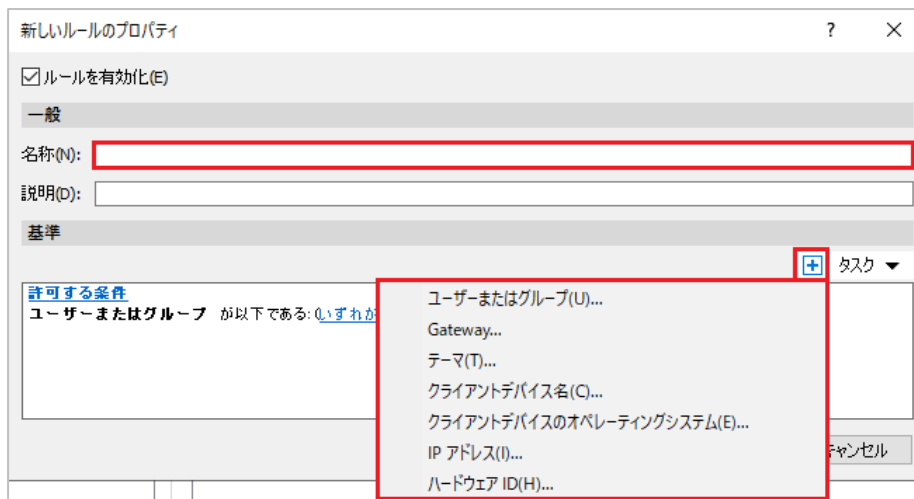 新しいルールのプロパティ ?
ルールを有効化(E)
一般
名称(N):
説明(D):
基準
タスク
許可する条件
ユーザーまたはグループ が以下である: (いずれか
ユーザーまたはグループ(U)...
Gateway...
テーマ(T)...
クライアントデバイス名(C)...
クライアントデバイスのオペレーティングシステム(E)...
IP アドレス(I)...
ハードウェア ID(H)...
キャンセル